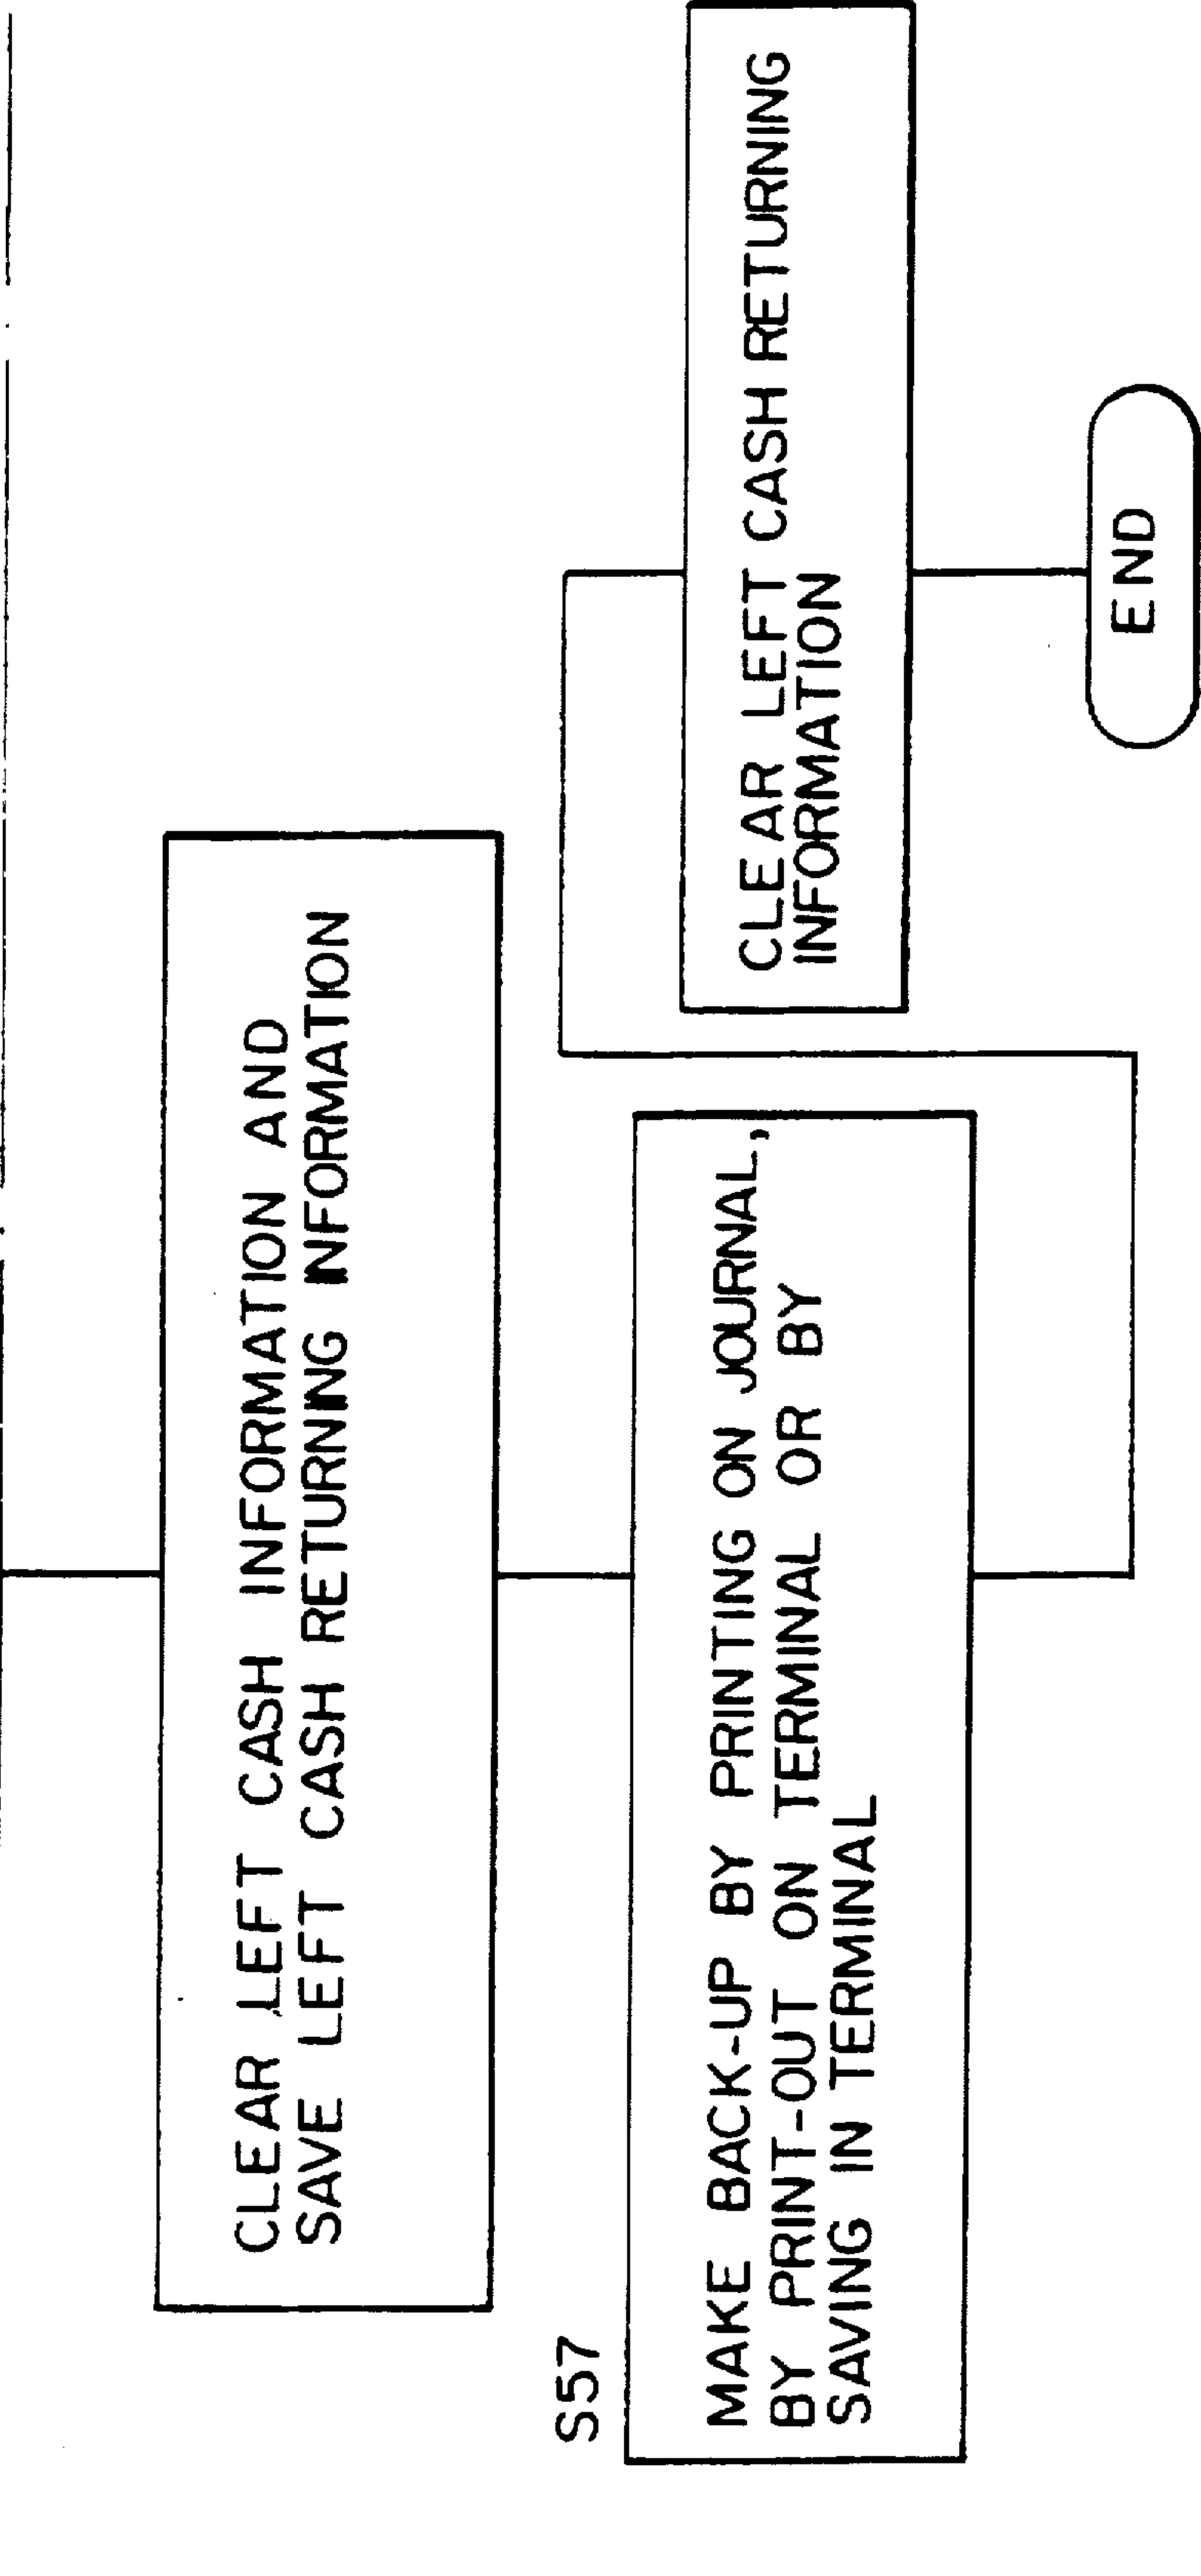 CLEAR LEFT CASH INFORMATION AND
SAVE LEFT CASH RETURNING INFORMATION
S57
MAKE BACK-UP BY PRINTING ON JOURNAL,
BY PRINT-OUT ON TERMINAL OR BY
SAVING IN TERMINAL
CLEAR LEFT CASH RETURNING
INFORMATION
END